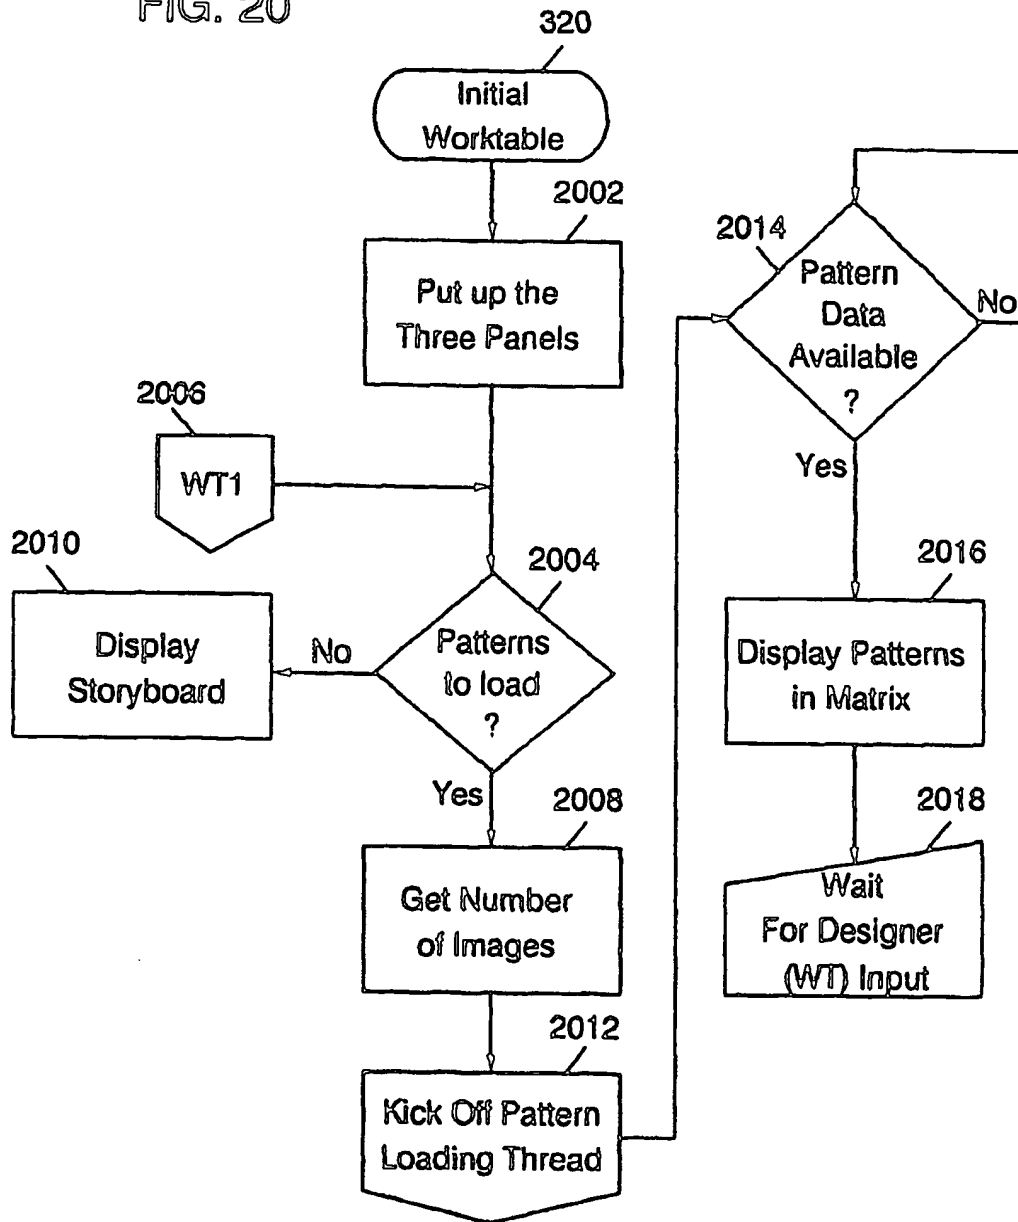 FIG. 20
320
Initial
Worktable
2002
Put up the
Three Panels
2006
WT1
2010
Display
Storyboard
No
2004
Patterns
to load
?
Yes
2008
Get Number
of Images
2012
Kick Off Pattern
Loading Thread
2014
Pattern
Data
Available
?
No
Yes
2016
Display Patterns
in Matrix
2018
Wait
For Designer
(WT) Input